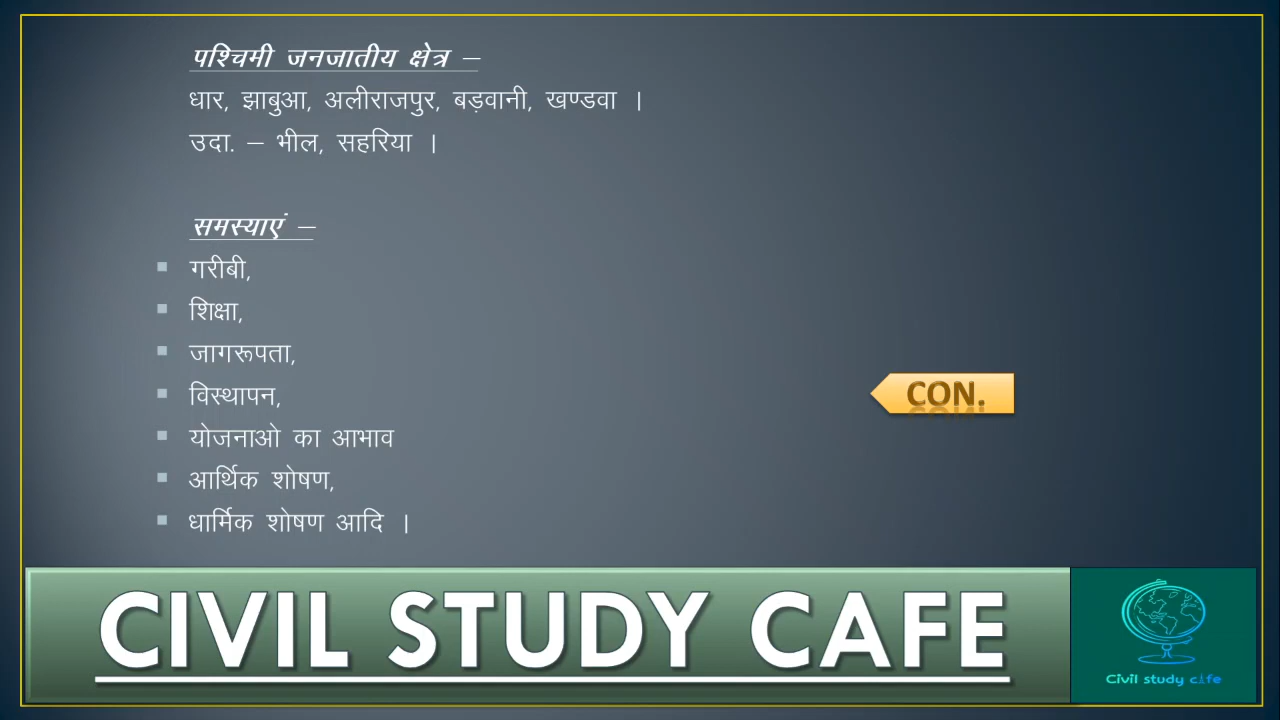 पश्चिमी जनजातीय क्षेत्र –
धार, झाबुआ, अलीराजपुर, बड़वानी, खण्डवा ।
उदा. – भील, सहरिया ।
समस्याएं –
गरीबी,
शिक्षा,
जागरूपता,
विस्थापन,
योजनाओ का आभाव
आर्थिक शोषण,
धार्मिक शोषण आदि ।
CON.
CIVIL STUDY CAFE
Civil study cafe